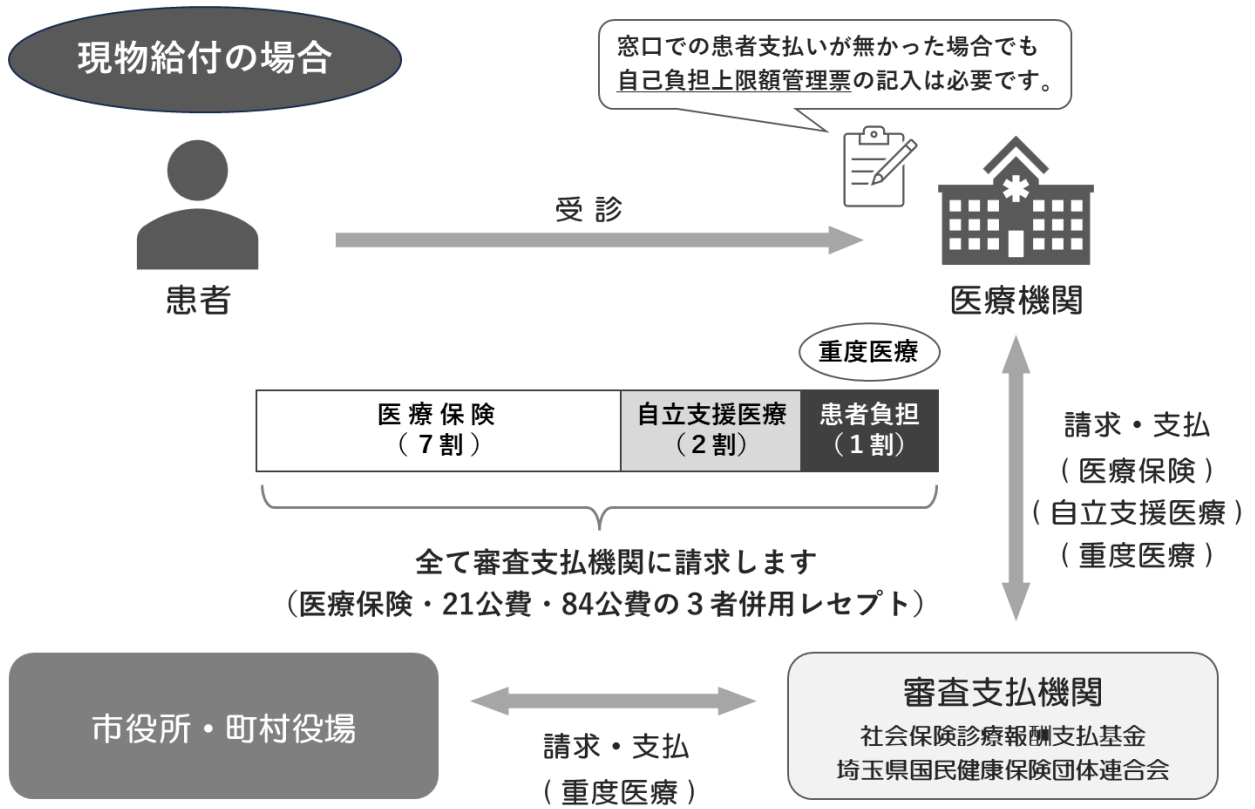 現物給付の場合
窓口での患者支払いが無かった場合でも
自己負担上限額管理票の記入は必要です。
受 診
患者
医療機関
重度医療
医 療 保 険
（ 7割 ）
自立支援医療
（２割）
患者負担
（１割）
請求・支払
（ 医療保険 ）
（ 自立支援医療 ）
（ 重度医療 ）
全て審査支払機関に請求します
（医療保険・21公費・84公費の３者併用レセプト）
市役所・町村役場
請求・支払
（ 重度医療 ）
審査支払機関
社会保険診療報酬支払基金
埼玉県国民健康保険団体連合会